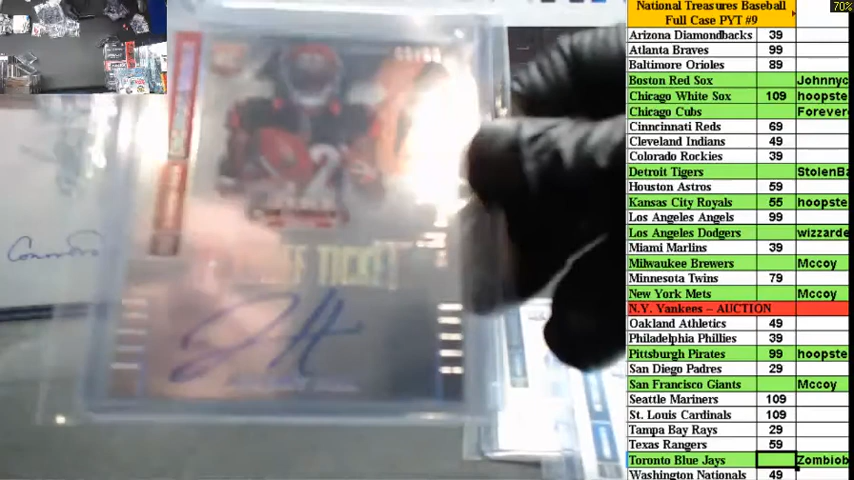 National Treasures Baseball
Full Case PYT #9
70%
Arizona Diamondbacks 39
Atlanta Braves 99
Baltimore Orioles 89
Boston Red Sox Johnnyc
Chicago White Sox 109 hoopste
Chicago Cubs Forever
Cinncinati Reds 69
Cleveland Indians 49
Colorado Rockies 39
Detroit Tigers StolenBa
Houston Astros 59
Kansas City Royals 55 hoopste
Los Angeles Angels 99
Los Angeles Dodgers wizzarde
Miami Marlins 39
Milwaukee Brewers Mccoy
Minnesota Twins 79
New York Mets Mccoy
N.Y. Yankees – AUCTION
Oakland Athletics 49
Philadelphia Phillies 39
Pittsburgh Pirates 99 hoopste
San Diego Padres 29
San Francisco Giants Mccoy
Seattle Mariners 109
St. Louis Cardinals 109
Tampa Bay Rays 29
Texas Rangers 59
Toronto Blue Jays Zombiob
Washington Nationals 49
2
TICKET